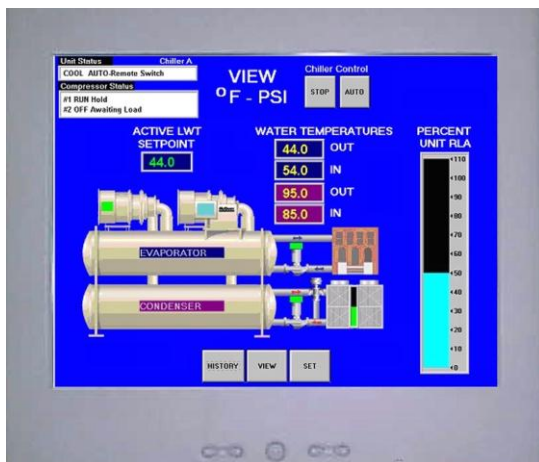 Unit Status Chiller A
COOL AUTO-Remote Switch
Compressor Status
#1 RUN Hold
#2 OFF Awaiting Load
VIEW
°F - PSI
Chiller Control
STOP AUTO
ACTIVE LWT
SETPOINT
44.0
WATER TEMPERATURES
44.0 OUT
54.0 IN
95.0 OUT
85.0 IN
PERCENT
UNIT RLA
110
100
90
80
70
60
50
40
30
20
10
0
EVAPORATOR
CONDENSER
HISTORY VIEW SET